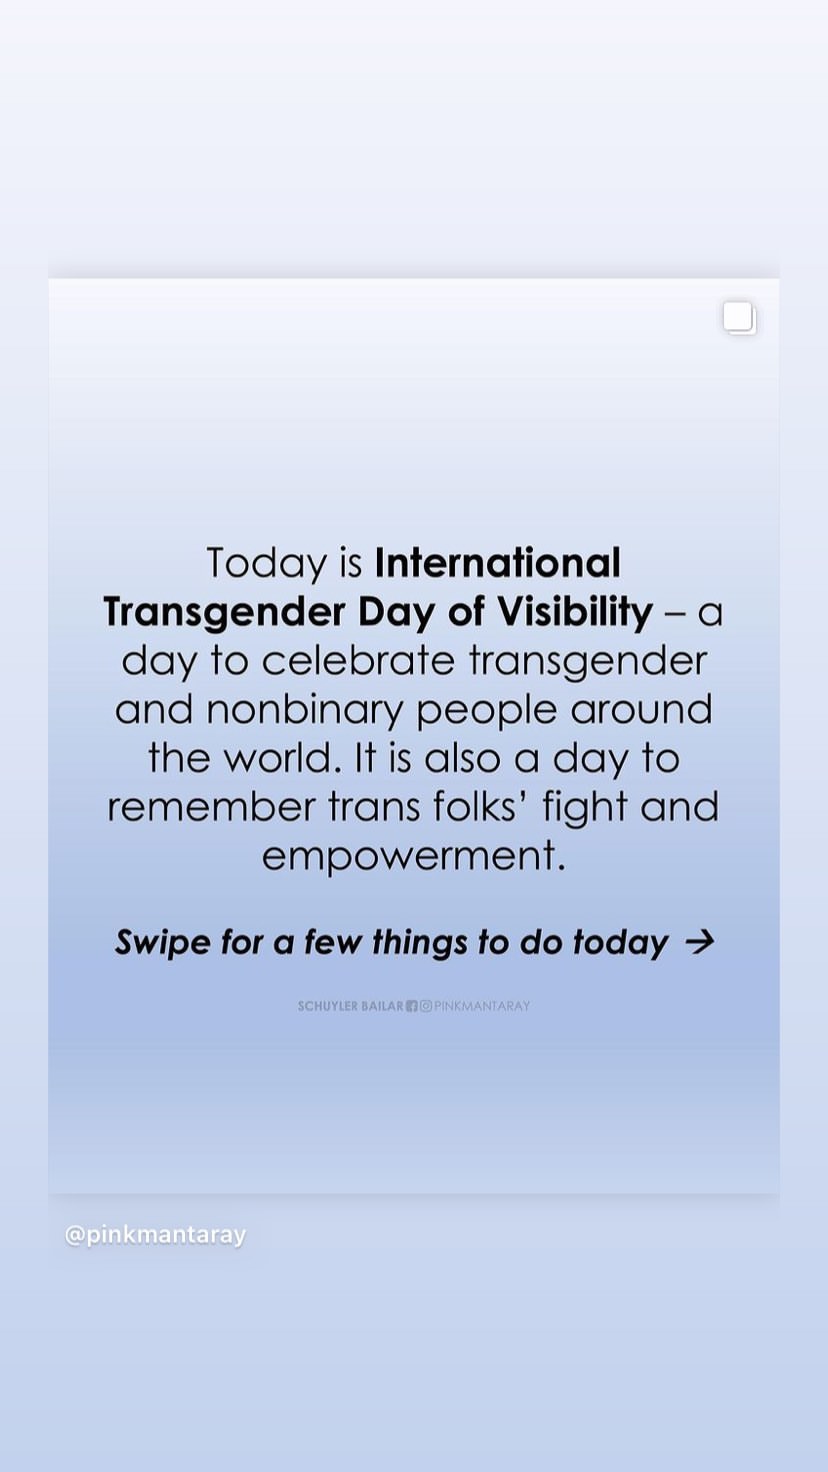 Today is International
Transgender Day of Visibility – a
day to celebrate transgender
and nonbinary people around
the world. It is also a day to
remember trans folks’ fight and
empowerment.
Swipe for a few things to do today →
SCHUYLER BAILAR PINKMANTARAY
@pinkmantaray